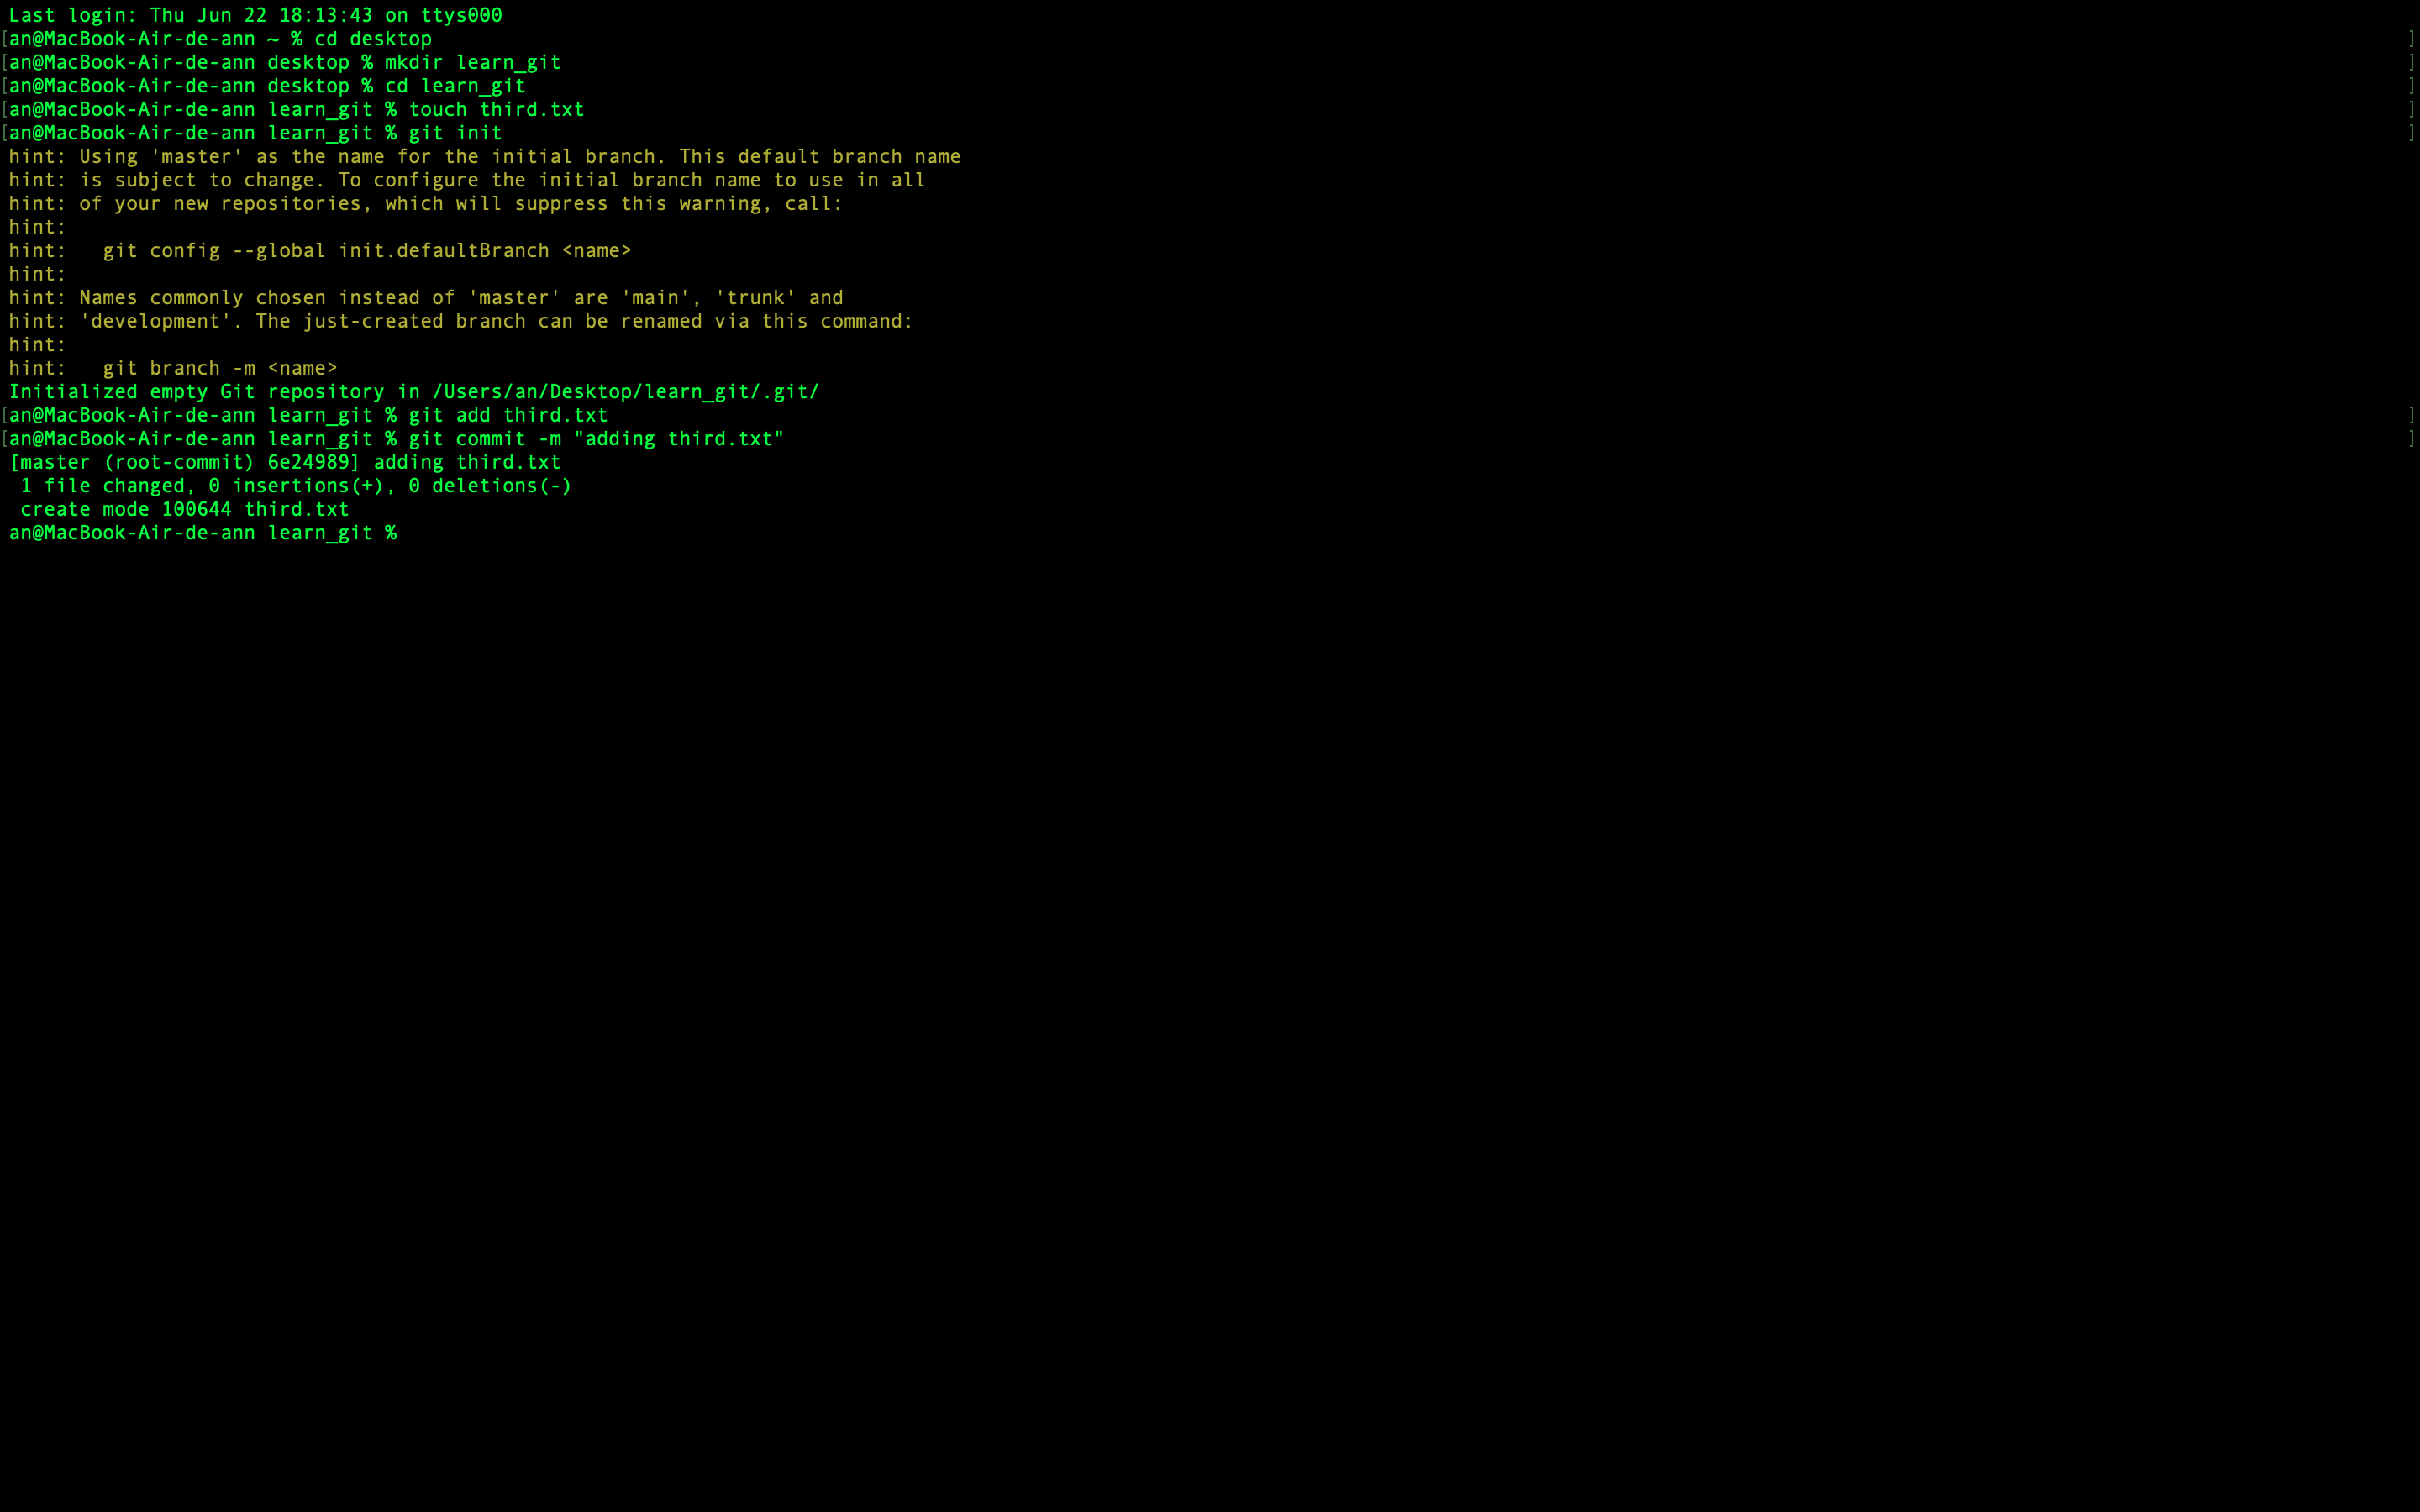 Last login: Thu Jun 22 18:13:43 on ttys000
[an@MacBook-Air-de-ann ~ % cd desktop ]
[an@MacBook-Air-de-ann desktop % mkdir learn_git ]
[an@MacBook-Air-de-ann desktop % cd learn_git ]
[an@MacBook-Air-de-ann learn_git % touch third.txt ]
[an@MacBook-Air-de-ann learn_git % git init ]
hint: Using 'master' as the name for the initial branch. This default branch name
hint: is subject to change. To configure the initial branch name to use in all
hint: of your new repositories, which will suppress this warning, call:
hint:
hint:   git config --global init.defaultBranch <name>
hint:
hint: Names commonly chosen instead of 'master' are 'main', 'trunk' and
hint: 'development'. The just-created branch can be renamed via this command:
hint:
hint:   git branch -m <name>
Initialized empty Git repository in /Users/an/Desktop/learn_git/.git/
[an@MacBook-Air-de-ann learn_git % git add third.txt ]
[an@MacBook-Air-de-ann learn_git % git commit -m "adding third.txt" ]
[master (root-commit) 6e24989] adding third.txt
 1 file changed, 0 insertions(+), 0 deletions(-)
 create mode 100644 third.txt
an@MacBook-Air-de-ann learn_git %